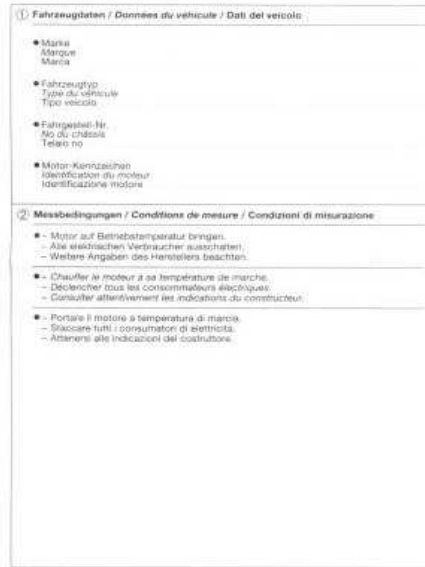 ① Fahrzeugdaten / Données du véhicule / Dati del veicolo
● Marke
Marque
Marca
● Fahrzeugtyp
Type du véhicule
Tipo veicolo
● Fahrgestell-Nr.
No du châssis
Telaio no
● Motor-Kennzeichen
Identification du moteur
Identificazione motore
② Messbedingungen / Conditions de mesure / Condizioni di misurazione
● – Motor auf Betriebstemperatur bringen.
– Alle elektrischen Verbraucher ausschalten.
– Weitere Angaben des Herstellers beachten.
● – Chauffer le moteur à sa température de marche.
– Déclencher tous les consommateurs électriques.
– Consulter attentivement les indications du constructeur.
● – Portare il motore a temperatura di marcia.
– Staccare tutti i consumatori di elettricità.
– Attenersi alle indicazioni del costruttore.